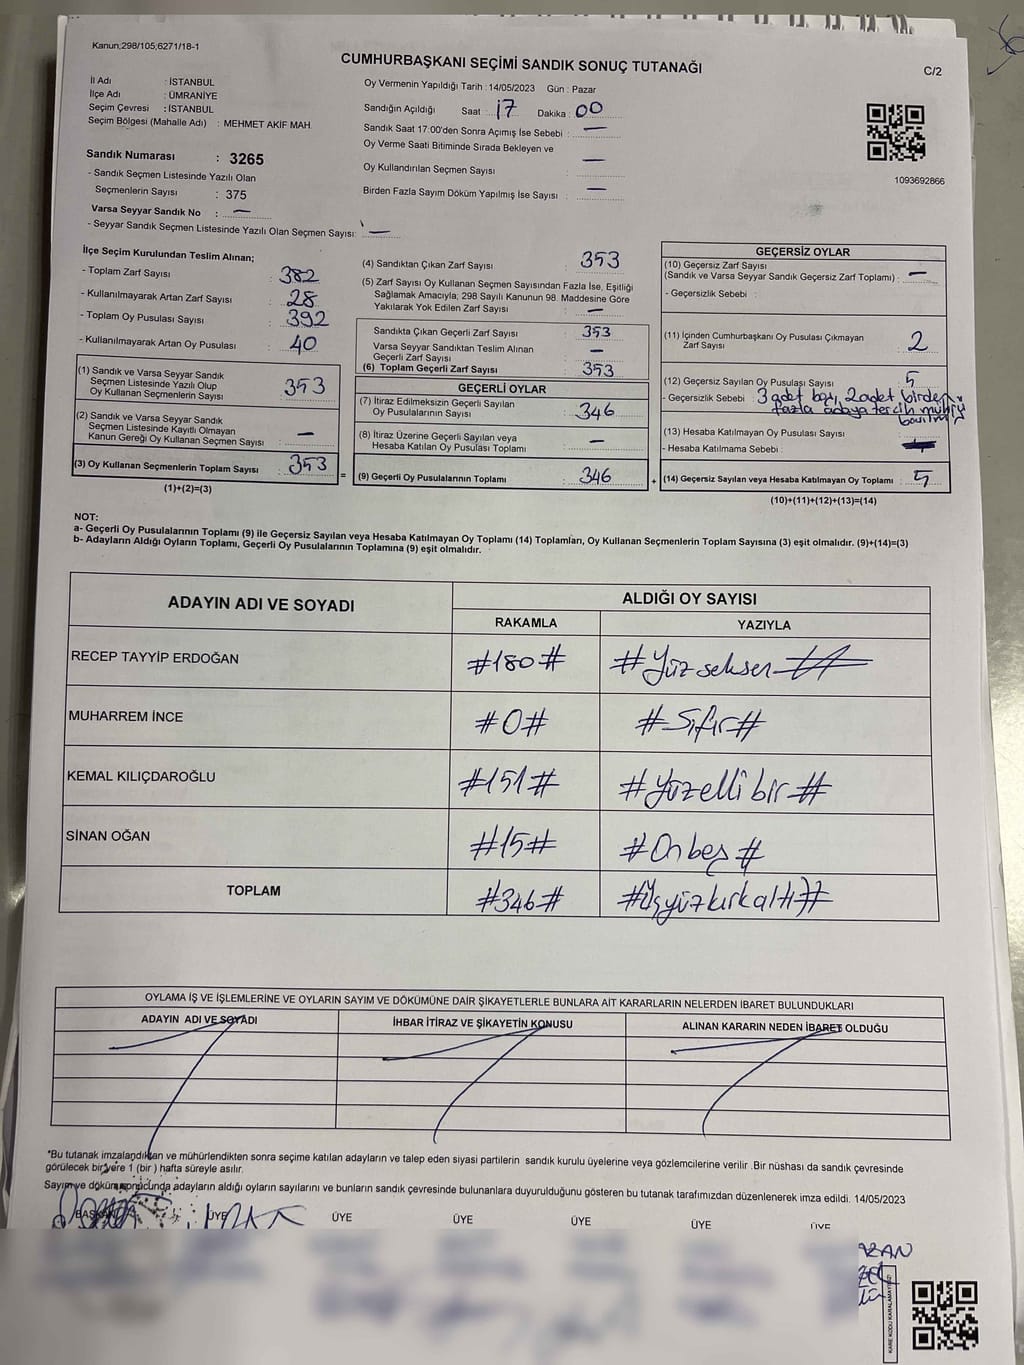 Kanun;298/105;6271/18-1
CUMHURBAŞKANI SEÇİMİ SANDIK SONUÇ TUTANAĞI
C/2
İl Adı : İSTANBUL
İlçe Adı : ÜMRANİYE
Seçim Çevresi : İSTANBUL
Seçim Bölgesi (Mahalle Adı) : MEHMET AKİF MAH.
Oy Vermenin Yapıldığı Tarih : 14/05/2023 Gün : Pazar
Sandığın Açıldığı Saat : 17 Dakika : 00
Sandık Saat 17:00'den Sonra Açımış İse Sebebi : —
Oy Verme Saati Bitiminde Sırada Bekleyen ve
Oy Kullandırılan Seçmen Sayısı : —
Birden Fazla Sayım Döküm Yapılmış İse Sayısı : —
1093692866
Sandık Numarası : 3265
- Sandık Seçmen Listesinde Yazılı Olan
Seçmenlerin Sayısı : 375
Varsa Seyyar Sandık No : —
- Seyyar Sandık Seçmen Listesinde Yazılı Olan Seçmen Sayısı: —
İlçe Seçim Kurulundan Teslim Alınan;
- Toplam Zarf Sayısı : 382
- Kullanılmayarak Artan Zarf Sayısı : 28
- Toplam Oy Pusulası Sayısı : 392
- Kullanılmayarak Artan Oy Pusulası : 40
(1) Sandık ve Varsa Seyyar Sandık
Seçmen Listesinde Yazılı Olup
Oy Kullanan Seçmenlerin Sayısı : 353
(2) Sandık ve Varsa Seyyar Sandık
Seçmen Listesinde Kayıtlı Olmayan
Kanun Gereği Oy Kullanan Seçmen Sayısı : —
(3) Oy Kullanan Seçmenlerin Toplam Sayısı : 353
(1)+(2)=(3)
(4) Sandıktan Çıkan Zarf Sayısı : 353
(5) Zarf Sayısı Oy Kullanan Seçmen Sayısından Fazla İse, Eşitliği
Sağlamak Amacıyla; 298 Sayılı Kanunun 98. Maddesine Göre
Yakılarak Yok Edilen Zarf Sayısı : —
Sandıkta Çıkan Geçerli Zarf Sayısı : 353
Varsa Seyyar Sandıktan Teslim Alınan
Geçerli Zarf Sayısı : —
(6) Toplam Geçerli Zarf Sayısı : 353
GEÇERLİ OYLAR
(7) İtiraz Edilmeksizin Geçerli Sayılan
Oy Pusulalarının Sayısı : 346
(8) İtiraz Üzerine Geçerli Sayılan veya
Hesaba Katılan Oy Pusulası Toplamı : —
= (9) Geçerli Oy Pusulalarının Toplamı : 346
GEÇERSİZ OYLAR
(10) Geçersiz Zarf Sayısı
(Sandık ve Varsa Seyyar Sandık Geçersiz Zarf Toplamı) : —
- Geçersizlik Sebebi :
(11) İçinden Cumhurbaşkanı Oy Pusulası Çıkmayan
Zarf Sayısı : 2
(12) Geçersiz Sayılan Oy Pusulası Sayısı : 5
- Geçersizlik Sebebi : 3 adet boş, 2 adet birden
fazla adaya tercih mührü
(13) Hesaba Katılmayan Oy Pusulası Sayısı :
- Hesaba Katılmama Sebebi :
+ (14) Geçersiz Sayılan veya Hesaba Katılmayan Oy Toplamı : 5
(10)+(11)+(12)+(13)=(14)
NOT:
a- Geçerli Oy Pusulalarının Toplamı (9) ile Geçersiz Sayılan veya Hesaba Katılmayan Oy Toplamı (14) Toplamları, Oy Kullanan Seçmenlerin Toplam Sayısına (3) eşit olmalıdır. (9)+(14)=(3)
b- Adayların Aldığı Oyların Toplamı, Geçerli Oy Pusulalarının Toplamına (9) eşit olmalıdır.
ADAYIN ADI VE SOYADI
ALDIĞI OY SAYISI
RAKAMLA YAZIYLA
RECEP TAYYİP ERDOĞAN #180# #Yüz seksen#
MUHARREM İNCE #0# #Sıfır#
KEMAL KILIÇDAROĞLU #151# #Yüzelli bir#
SİNAN OĞAN #15# #Onbeş#
TOPLAM #346# #Üçyüzkırkaltı#
OYLAMA İŞ VE İŞLEMLERİNE VE OYLARIN SAYIM VE DÖKÜMÜNE DAİR ŞİKAYETLERLE BUNLARA AİT KARARLARIN NELERDEN İBARET BULUNDUKLARI
ADAYIN ADI VE SOYADI İHBAR İTİRAZ VE ŞİKAYETİN KONUSU ALINAN KARARIN NEDEN İBARET OLDUĞU
*Bu tutanak imzalandıktan ve mühürlendikten sonra seçime katılan adayların ve talep eden siyasi partilerin sandık kurulu üyelerine veya gözlemcilerine verilir .Bir nüshası da sandık çevresinde
görülecek bir yere 1 (bir ) hafta süreyle asılır.
Sayım ve döküm sonucunda adayların aldığı oyların sayılarını ve bunların sandık çevresinde bulunanlara duyurulduğunu gösteren bu tutanak tarafımızdan düzenlenerek imza edildi. 14/05/2023
BAŞKAN ÜYE ÜYE ÜYE ÜYE ÜYE ÜYE
KARE KODU KARALAMAYINIZ!